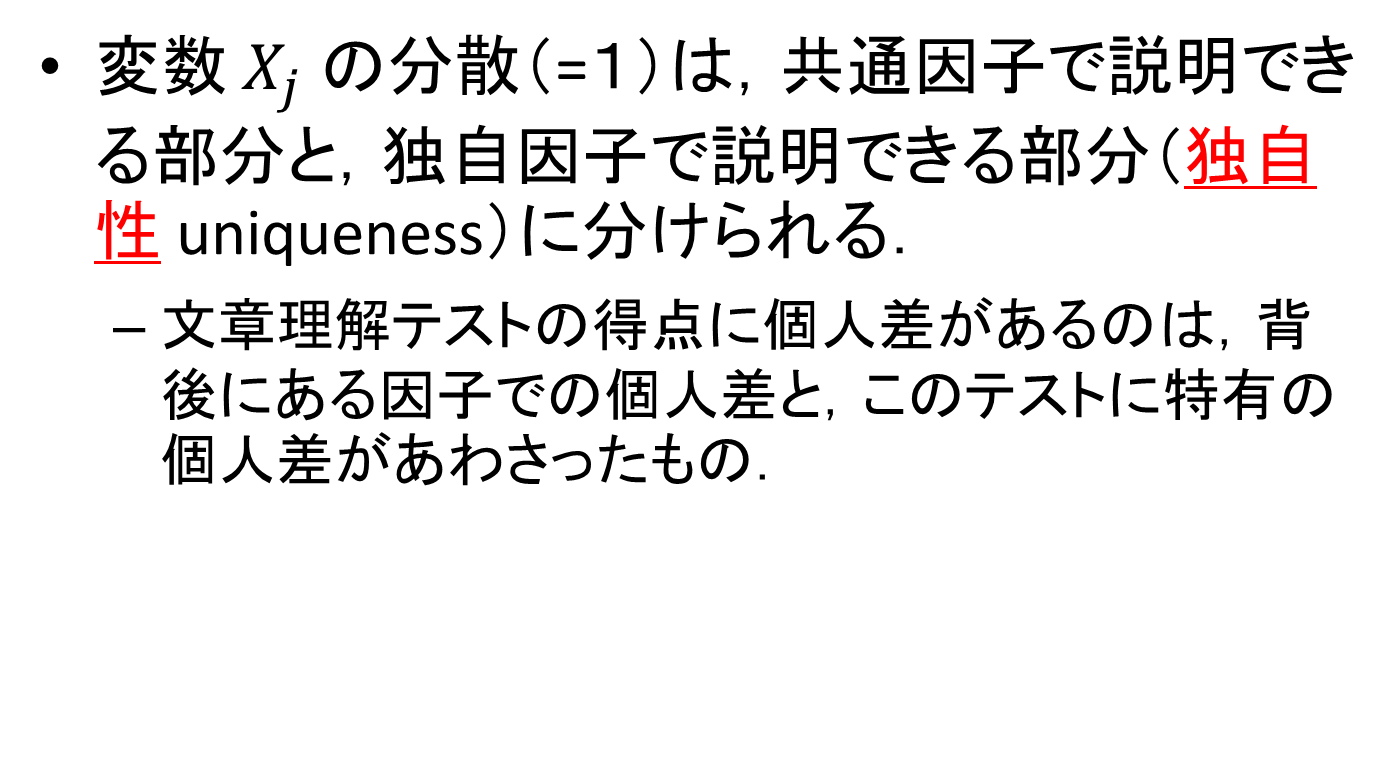 • 変数 Xj の分散（=１）は，共通因子で説明でき
る部分と，独自因子で説明できる部分（独自
性 uniqueness）に分けられる．
– 文章理解テストの得点に個人差があるのは，背
後にある因子での個人差と，このテストに特有の
個人差があわさったもの．